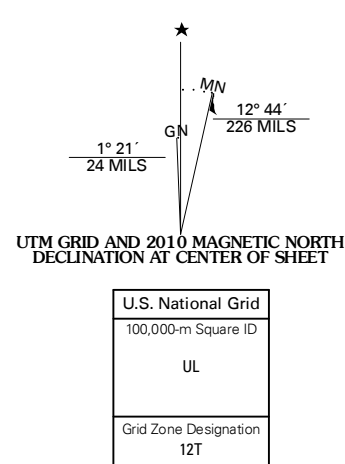 MN
12° 44´
226 MILS
GN
1° 21´
24 MILS
UTM GRID AND 2010 MAGNETIC NORTH
DECLINATION AT CENTER OF SHEET
U.S. National Grid
100,000-m Square ID
UL
Grid Zone Designation
12T